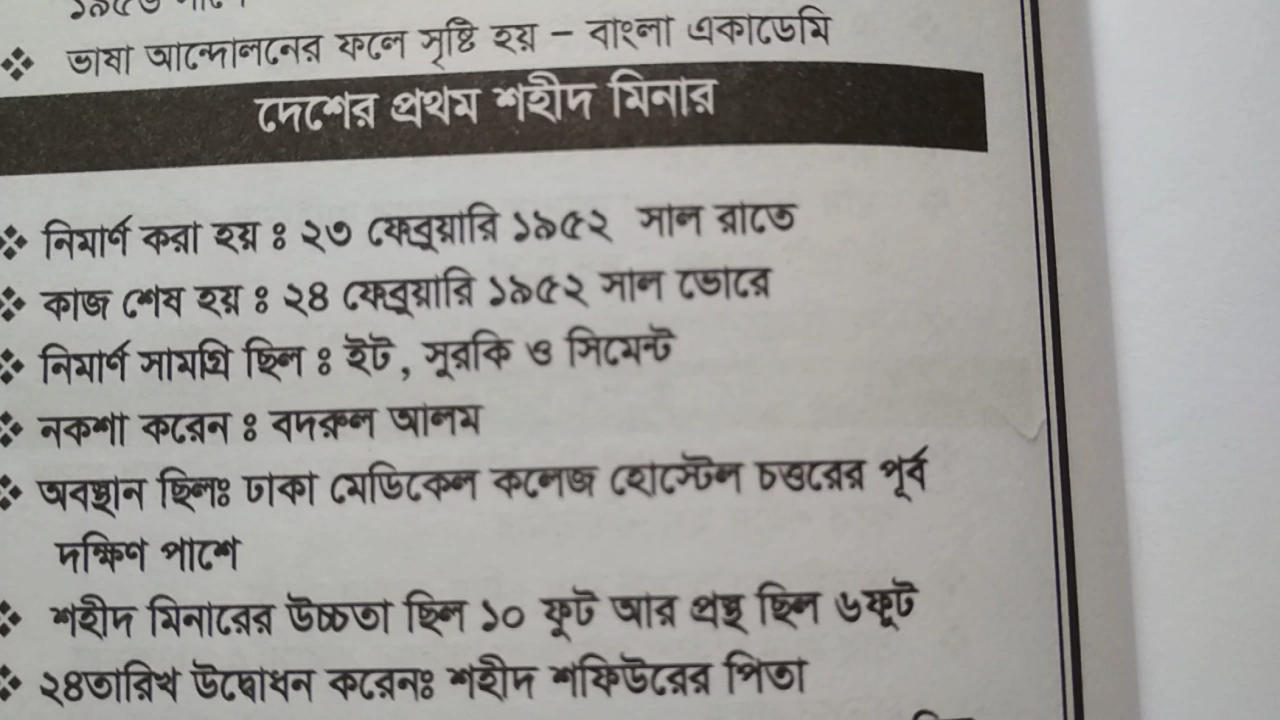 ভাষা আন্দোলনের ফলে সৃষ্টি হয় – বাংলা একাডেমি
দেশের প্রথম শহীদ মিনার
নিমার্ণ করা হয় ঃ ২৩ ফেব্রুয়ারি ১৯৫২ সাল রাতে
কাজ শেষ হয় ঃ ২৪ ফেব্রুয়ারি ১৯৫২ সাল ভোরে
নিমার্ণ সামগ্রি ছিল ঃ ইট, সুরকি ও সিমেন্ট
নকশা করেন ঃ বদরুল আলম
অবস্থান ছিলঃ ঢাকা মেডিকেল কলেজ হোস্টেল চত্তরের পূর্ব
দক্ষিণ পাশে
শহীদ মিনারের উচ্চতা ছিল ১০ ফুট আর প্রস্থ ছিল ৬ফুট
২৪তারিখ উদ্বোধন করেনঃ শহীদ শফিউরের পিতা